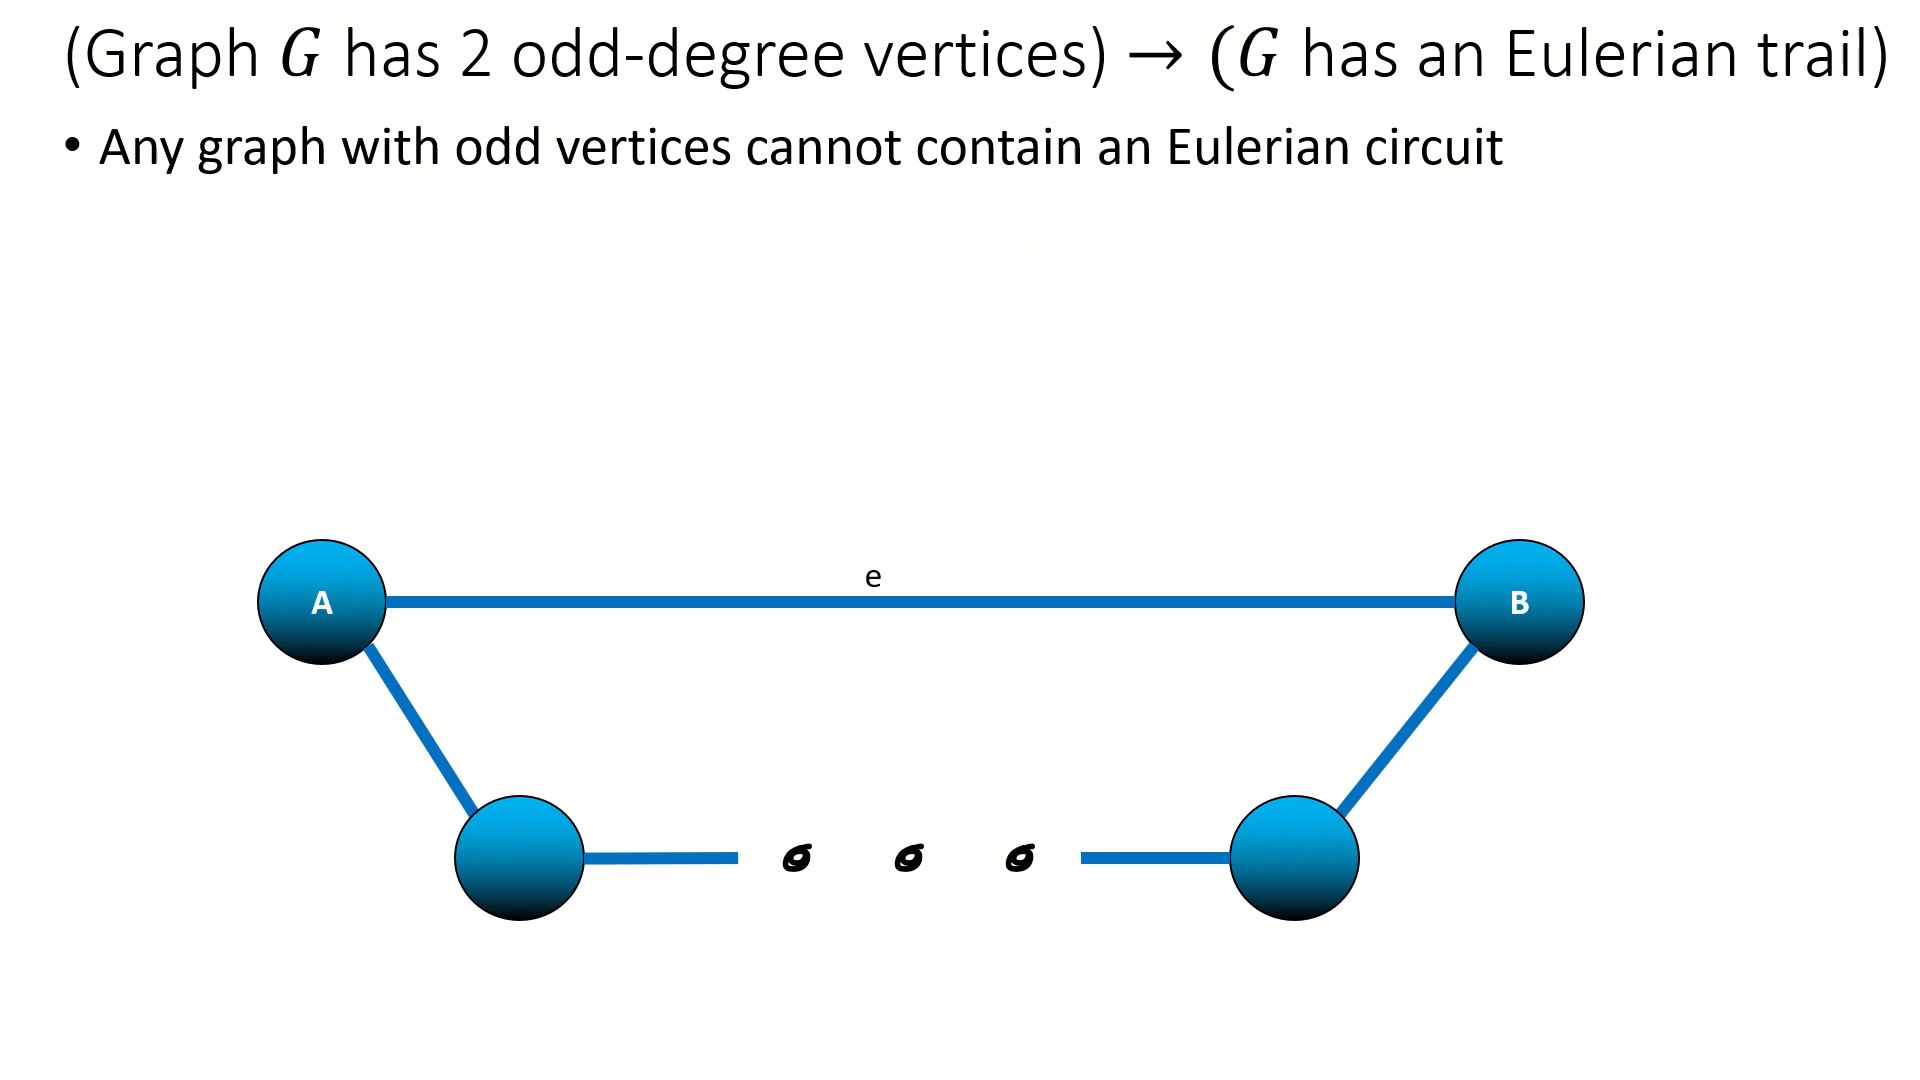 (Graph 𝐺 has 2 odd-degree vertices) → (𝐺 has an Eulerian trail)
• Any graph with odd vertices cannot contain an Eulerian circuit
e
A
B